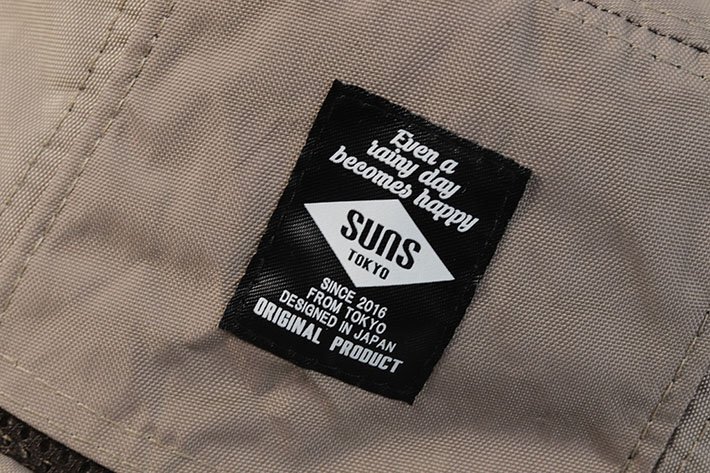 Even a
rainy day
becomes happy
SUNS
TOKYO
SINCE 2016
FROM TOKYO
DESIGNED IN JAPAN
ORIGINAL PRODUCT